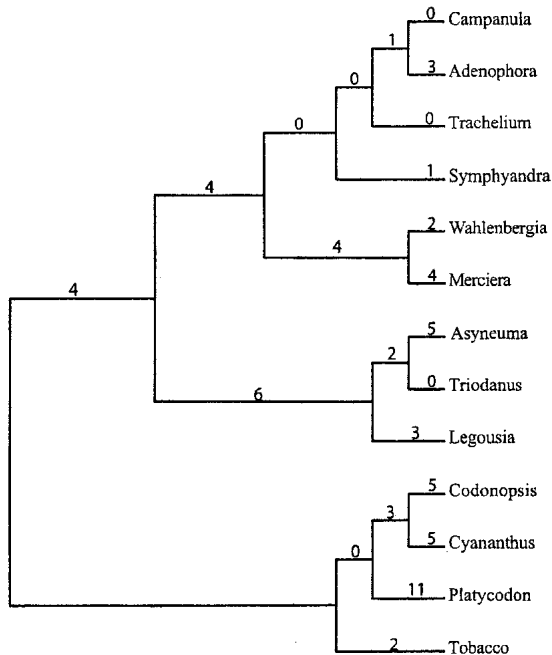 0 Campanula
1
3 Adenophora
0
0 Trachelium
0
1 Symphyandra
4
2 Wahlenbergia
4
4 Merciera
4
5 Asyneuma
2
0 Triodanus
6
3 Legousia
5 Codonopsis
3
5 Cyananthus
0
11 Platycodon
2 Tobacco